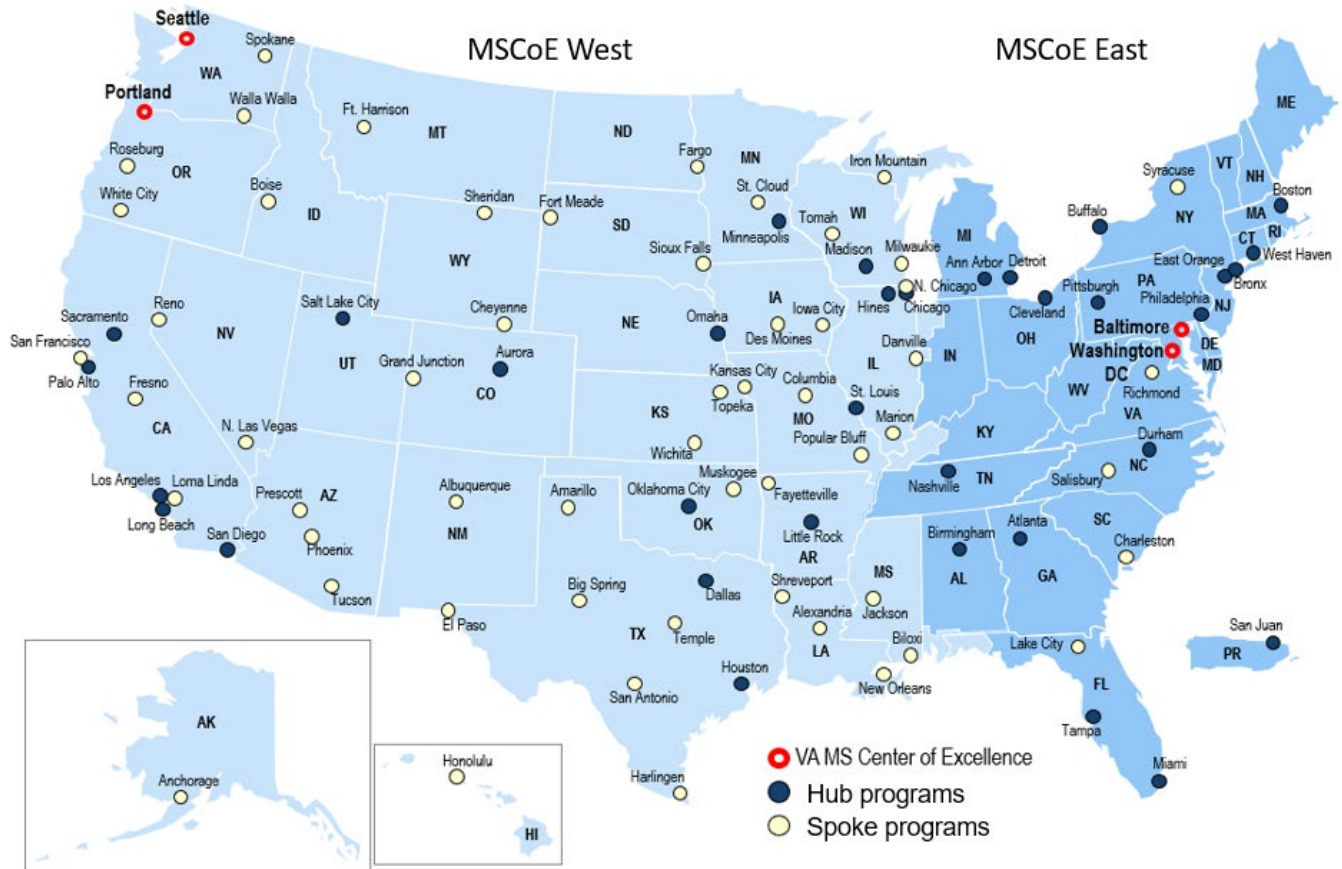 MSCoE West
MSCoE East
Seattle
Spokane
WA
Portland
Walla Walla
Ft. Harrison
MT
ND
Fargo
MN
Iron Mountain
ME
VT
NH
Syracuse
NY
Boston
MA
RI
CT
Buffalo
West Haven
Roseburg
OR
White City
Boise
ID
Sheridan
Fort Meade
SD
St. Cloud
Minneapolis
Tomah
WI
Madison
Milwaukie
MI
Ann Arbor
Detroit
East Orange
Bronx
Pittsburgh
PA
Philadelphia
NJ
Sioux Falls
WY
Cheyenne
NE
IA
Iowa City
Omaha
Des Moines
Hines
N. Chicago
Chicago
Cleveland
Baltimore
DE
Washington
MD
DC
Richmond
Reno
Sacramento
NV
Salt Lake City
UT
San Francisco
Palo Alto
Fresno
CA
Grand Junction
Aurora
CO
Kansas City
Topeka
KS
Columbia
MO
St. Louis
IL
Danville
IN
OH
WV
VA
Marion
KY
Durham
NC
N. Las Vegas
Wichita
Popular Bluff
Muskogee
Fayetteville
Nashville
TN
Salisbury
Los Angeles
Loma Linda
Long Beach
San Diego
Prescott
AZ
Phoenix
Tucson
Albuquerque
NM
Amarillo
Oklahoma City
OK
Little Rock
AR
Birmingham
AL
Atlanta
GA
SC
Charleston
El Paso
Big Spring
Dallas
TX
Temple
Shreveport
Alexandria
LA
MS
Jackson
Biloxi
New Orleans
Lake City
FL
San Juan
PR
Houston
San Antonio
Harlingen
Tampa
Miami
AK
Anchorage
Honolulu
HI
VA MS Center of Excellence
Hub programs
Spoke programs